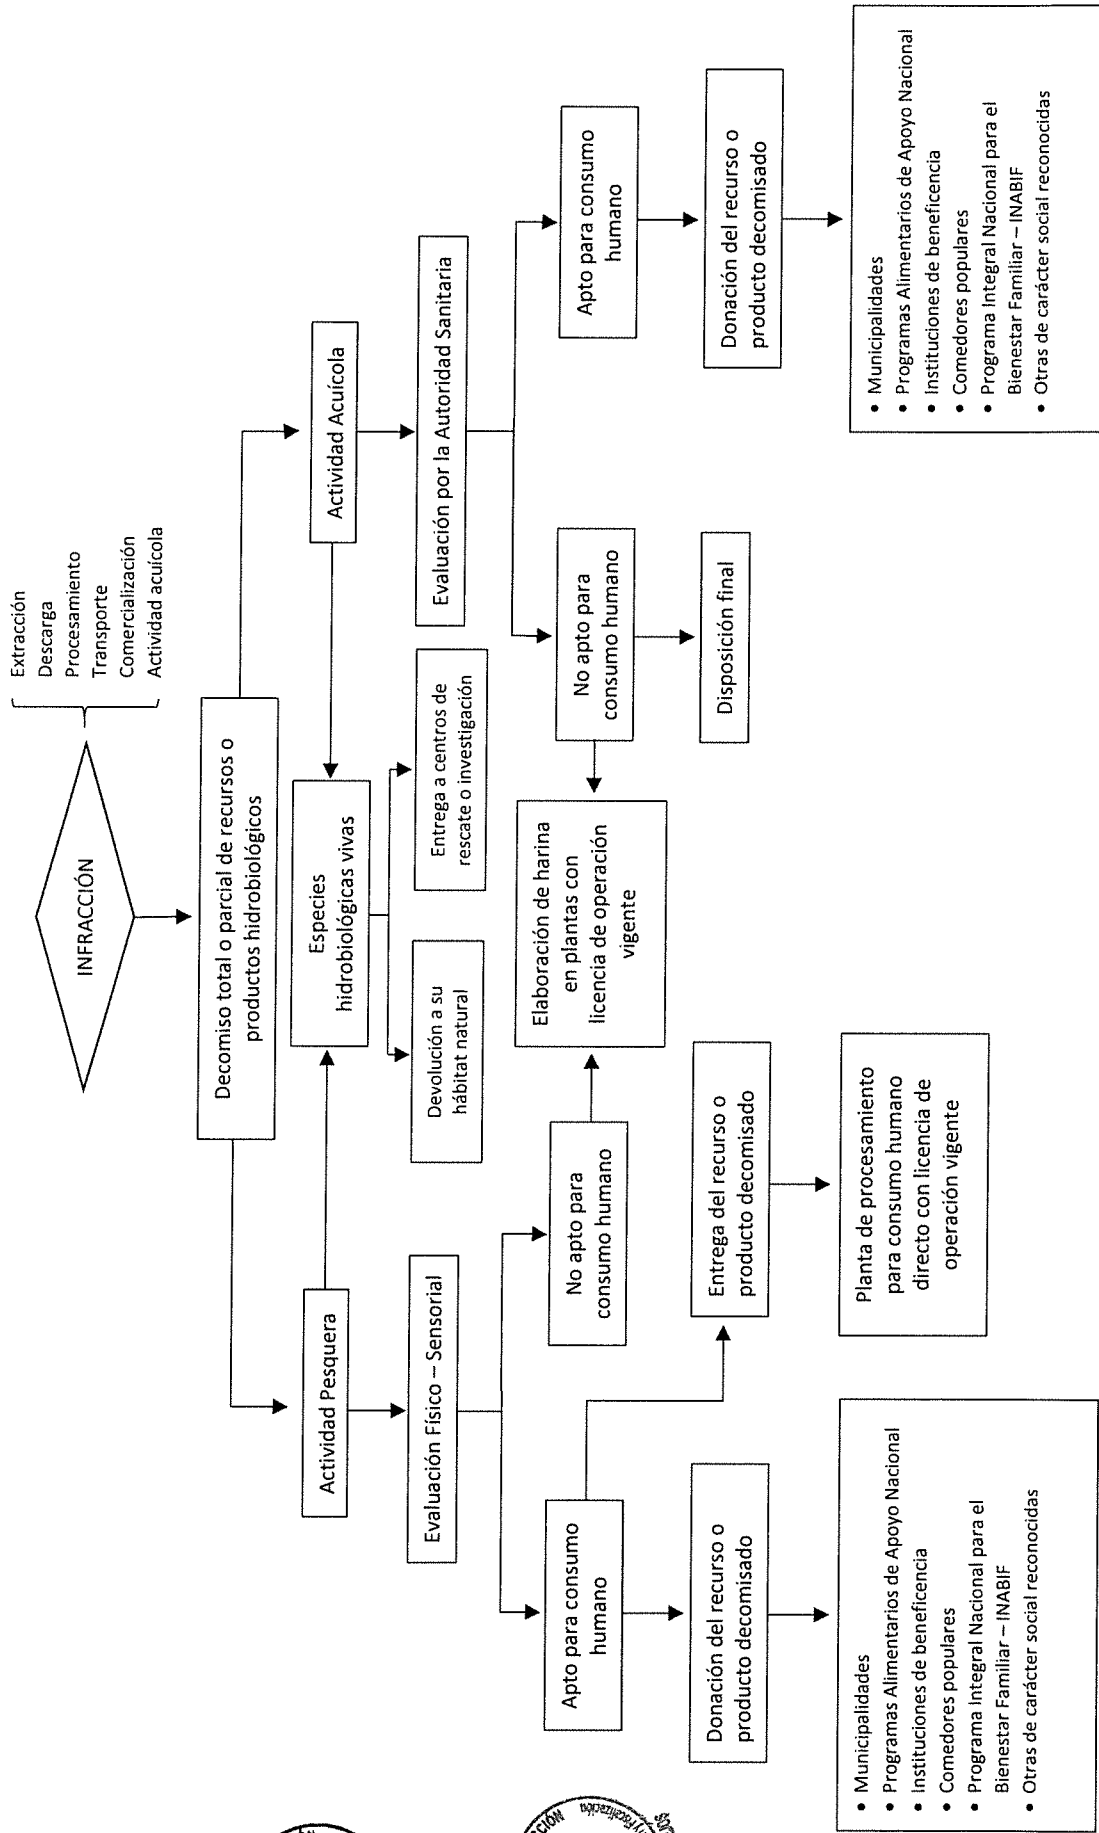 Extracción
Descarga
Procesamiento
Transporte
Comercialización
Actividad acuícola
INFRACCIÓN
Decomiso total o parcial de recursos o
productos hidrobiológicos
Actividad Pesquera
Especies
hidrobiológicas vivas
Actividad Acuícola
Evaluación Físico – Sensorial
Devolución a su
hábitat natural
Entrega a centros de
rescate o investigación
Evaluación por la Autoridad Sanitaria
Apto para consumo
humano
No apto para
consumo humano
Elaboración de harina
en plantas con
licencia de operación
vigente
No apto para
consumo humano
Apto para consumo
humano
Donación del recurso o
producto decomisado
Entrega del recurso o
producto decomisado
Disposición final
Donación del recurso o
producto decomisado
• Municipalidades
• Programas Alimentarios de Apoyo Nacional
• Instituciones de beneficencia
• Comedores populares
• Programa Integral Nacional para el
Bienestar Familiar – INABIF
• Otras de carácter social reconocidas
Planta de procesamiento
para consumo humano
directo con licencia de
operación vigente
• Municipalidades
• Programas Alimentarios de Apoyo Nacional
• Instituciones de beneficencia
• Comedores populares
• Programa Integral Nacional para el
Bienestar Familiar – INABIF
• Otras de carácter social reconocidas